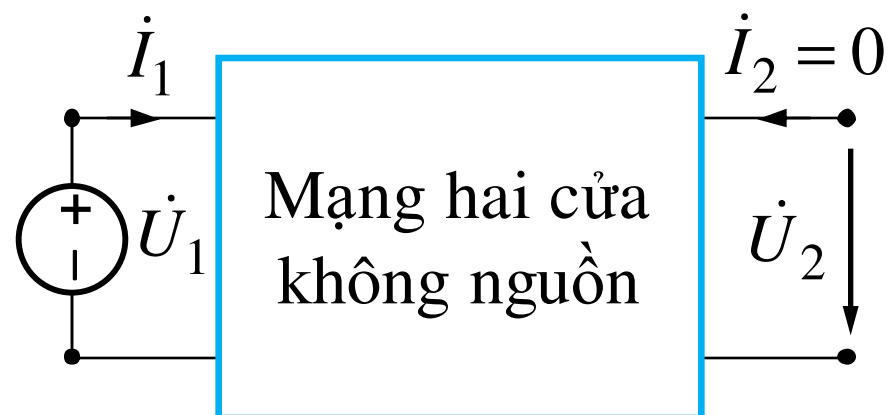 İ₁
İ₂ = 0
+
U̇₁
Mạng hai cửa
không nguồn
U̇₂
−